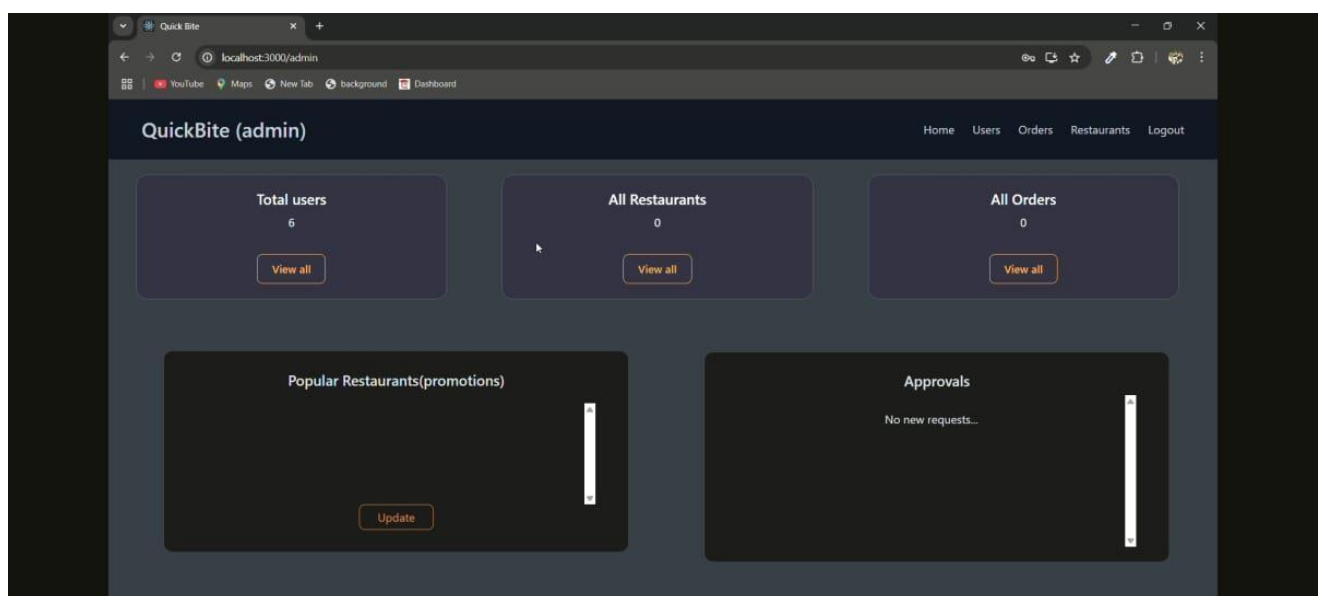 Quick Bite
localhost:3000/admin
YouTube Maps New Tab background Dashboard
QuickBite (admin) Home Users Orders Restaurants Logout
Total users All Restaurants All Orders
6 0 0
View all View all View all
Popular Restaurants(promotions) Approvals
No new requests...
Update